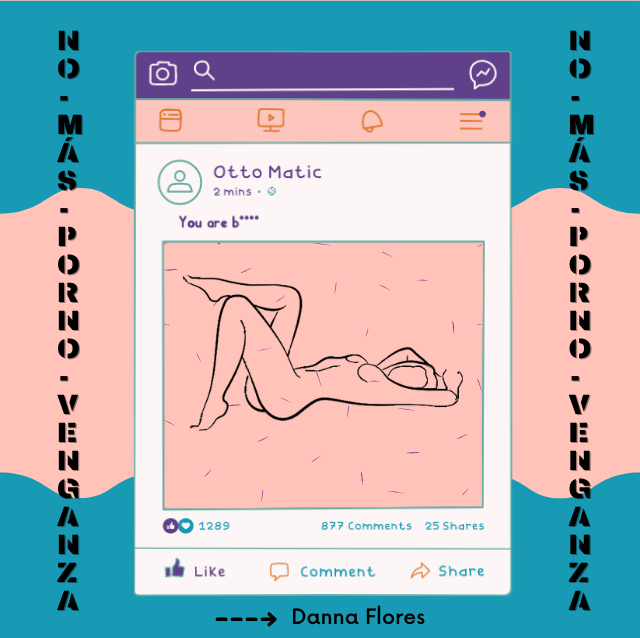 NO-MÁS-PORNO-VENGANZA
Otto Matic
2 mins ·
You are b****
1289
877 Comments 25 Shares
Like Comment Share
Danna Flores
NO-MÁS-PORNO-VENGANZA